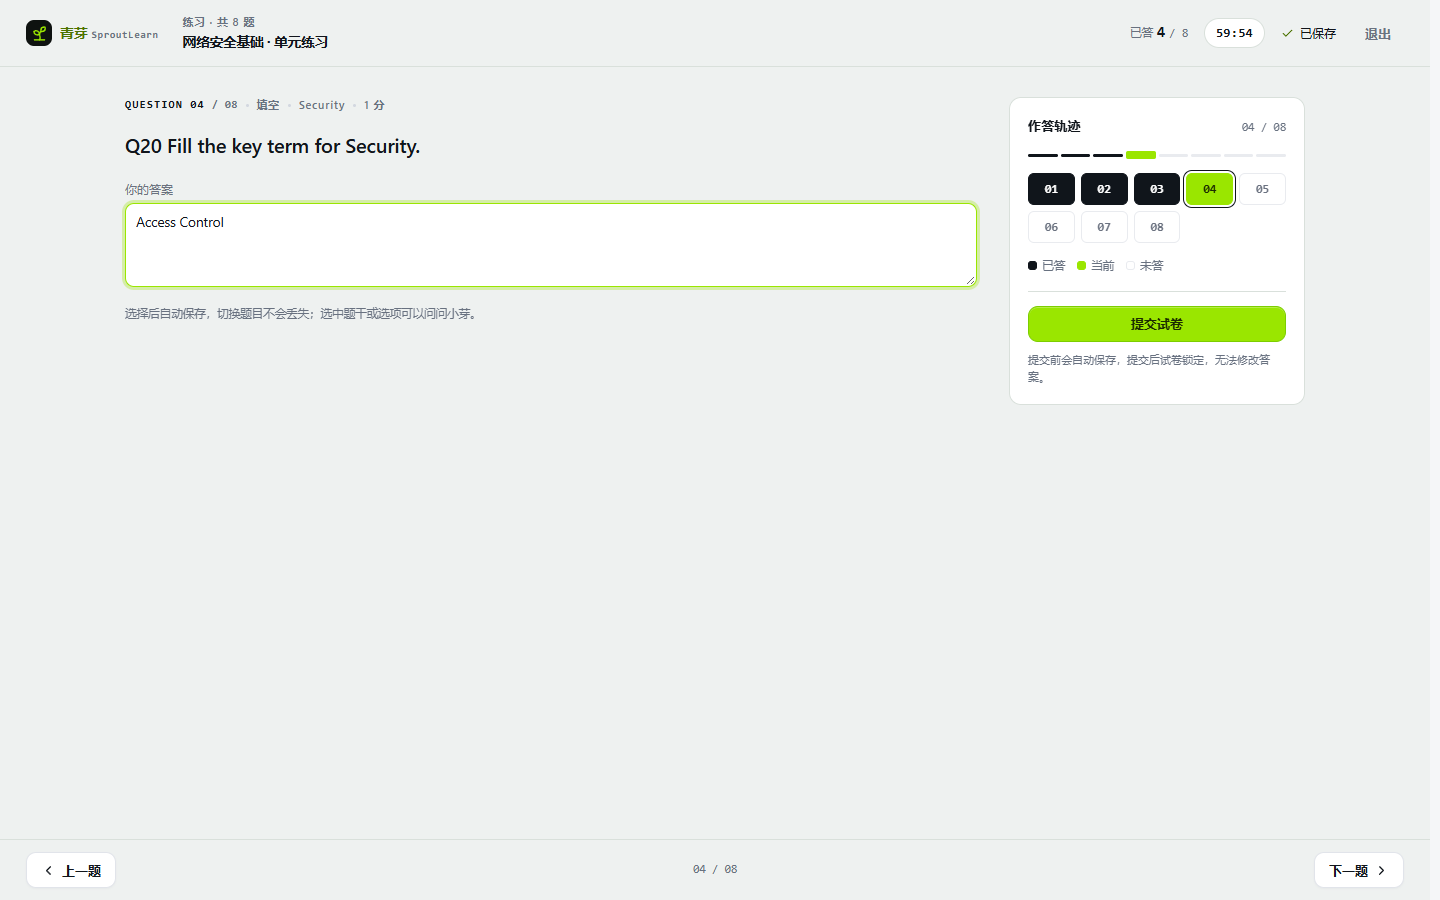 青芽 SproutLearn
练习 · 共 8 题
网络安全基础 · 单元练习
已答 4 / 8
59:54
已保存
退出
QUESTION 04 / 08 · 填空 · Security · 1 分
Q20 Fill the key term for Security.
你的答案
Access Control
选择后自动保存，切换题目不会丢失；选中题干或选项可以问问小芽。
作答轨迹
04 / 08
01 02 03 04 05
06 07 08
已答 当前 未答
提交试卷
提交前会自动保存，提交后试卷锁定，无法修改答
案。
上一题
04 / 08
下一题